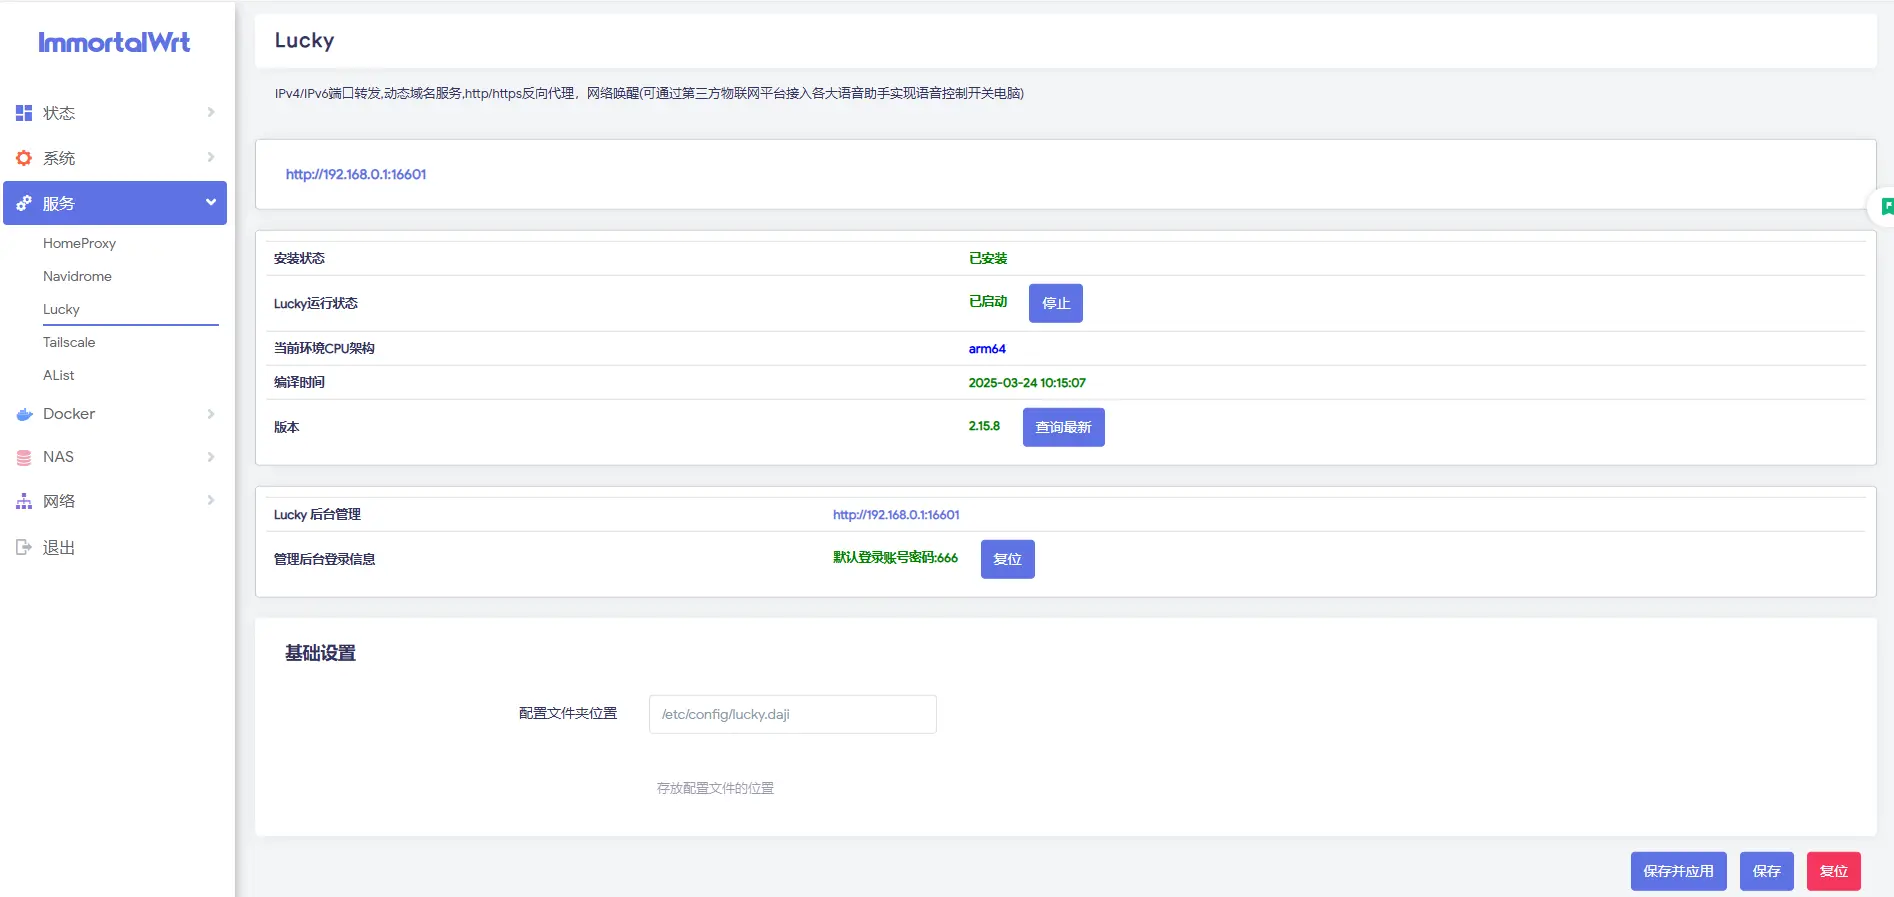 ImmortalWrt
状态
系统
服务
HomeProxy
Navidrome
Lucky
Tailscale
AList
Docker
NAS
网络
退出
Lucky
IPv4/IPv6端口转发,动态域名服务,http/https反向代理，网络唤醒(可通过第三方物联网平台接入各大语音助手实现语音控制开关电脑)
http://192.168.0.1:16601
安装状态 已安装
Lucky运行状态 已启动 停止
当前环境CPU架构 arm64
编译时间 2025-03-24 10:15:07
版本 2.15.8 查询最新
Lucky 后台管理 http://192.168.0.1:16601
管理后台登录信息 默认登录账号密码:666 复位
基础设置
配置文件夹位置 /etc/config/lucky.daji
存放配置文件的位置
保存并应用 保存 复位